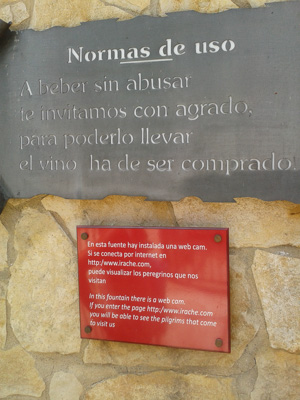 Normas de uso
A beber sin abusar
te invitamos con agrado,
para poderlo llevar
el vino ha de ser comprado.
En esta fuente hay instalada una web cam.
Si se conecta por internet en
http:/www.irache.com,
puede visualizar los peregrinos que nos
visitan
In this fountain there is a web cam.
If you enter the page http:/www.irache.com
you will be able to see the pilgrims that come
to visit us